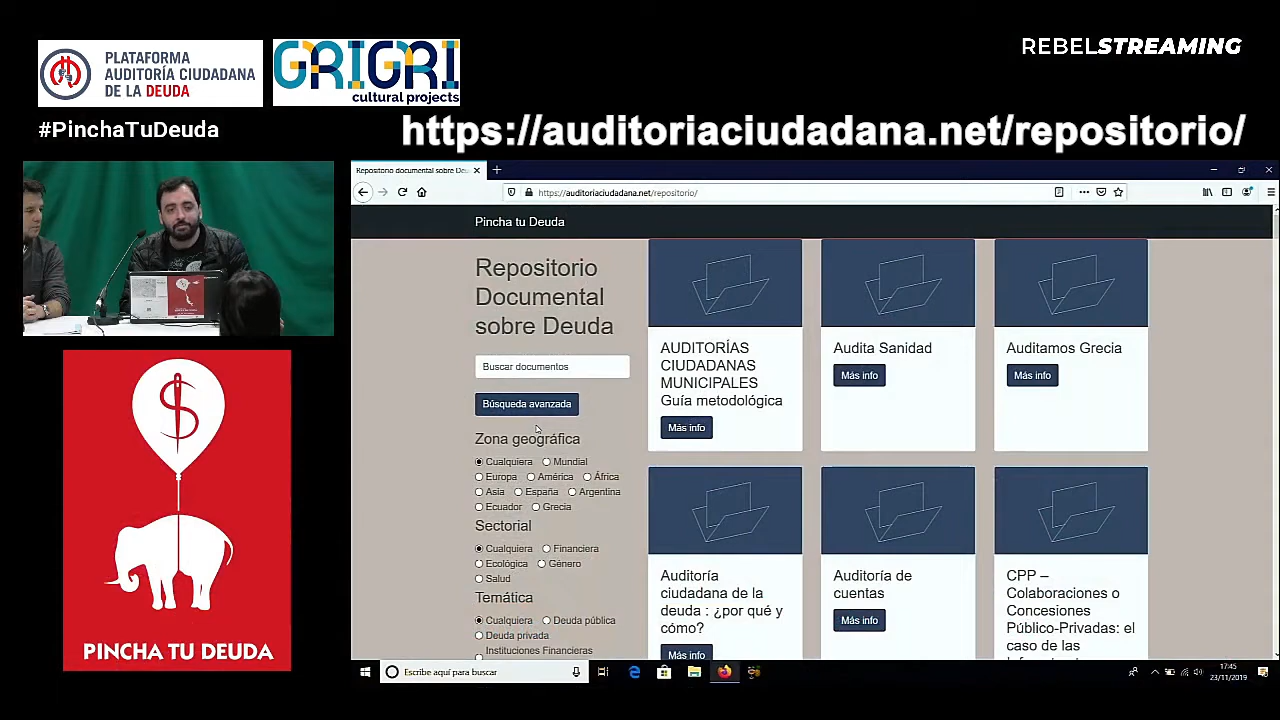 PLATAFORMA
AUDITORÍA CIUDADANA
DE LA DEUDA
GRIGRI
cultural projects
REBELSTREAMING
#PinchaTuDeuda
https://auditoriaciudadana.net/repositorio/
Repositorio documental sobre Deu
https://auditoriaciudadana.net/repositorio/
Pincha tu Deuda
Repositorio
Documental
sobre Deuda
Buscar documentos
Búsqueda avanzada
Zona geográfica
Cualquiera Mundial
Europa América África
Asia España Argentina
Ecuador Grecia
Sectorial
Cualquiera Financiera
Ecológica Género
Salud
Temática
Cualquiera Deuda pública
Deuda privada
Instituciones Financieras
AUDITORÍAS
CIUDADANAS
MUNICIPALES
Guía metodológica
Más info
Audita Sanidad
Más info
Auditamos Grecia
Más info
Auditoría
ciudadana de la
deuda : ¿por qué y
cómo?
Más info
Auditoría de
cuentas
Más info
CPP –
Colaboraciones o
Concesiones
Público-Privadas: el
caso de las
PINCHA TU DEUDA
Escribe aquí para buscar
17:45
23/11/2019